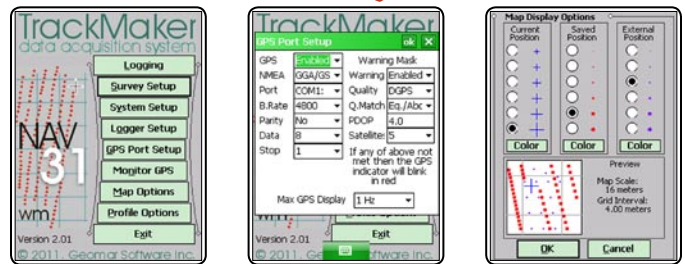 TrackMaker
data acquisition system
Logging
Survey Setup
System Setup
Logger Setup
GPS Port Setup
Monitor GPS
Map Options
Profile Options
Exit
NAV
31
wm
Version 2.01
© 2011. Geomar Software Inc.
TrackMaker
GPS Port Setup ok X
GPS Enabled Warning Mask
NMEA GGA/GS Warning Enabled
Port COM1: Quality DGPS
B.Rate 4800 Q.Match Eq./Abc
Parity No PDOP 4.0
Data 8 Satellite: 5
Stop 1 If any of above not
met then the GPS
indicator will blink
in red
Max GPS Display 1 Hz
wm
Exit
Version 2.01
© 2011. Geo ftware Inc.
Map Display Options
Current Position
Saved Position
External Position
Color Color Color
Preview
Map Scale:
16 meters
Grid Interval:
4.00 meters
OK Cancel